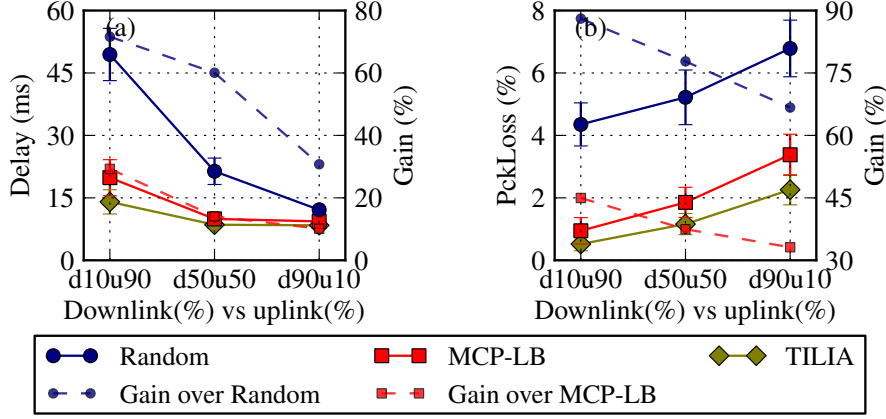 (a)
60
45
30
15
0
Delay (ms)
80
60
40
20
0
Gain (%)
d10u90 d50u50 d90u10
Downlink(%) vs uplink(%)
(b)
8
6
4
2
0
PckLoss (%)
90
75
60
45
30
Gain (%)
d10u90 d50u50 d90u10
Downlink(%) vs uplink(%)
Random MCP-LB TILIA
Gain over Random Gain over MCP-LB